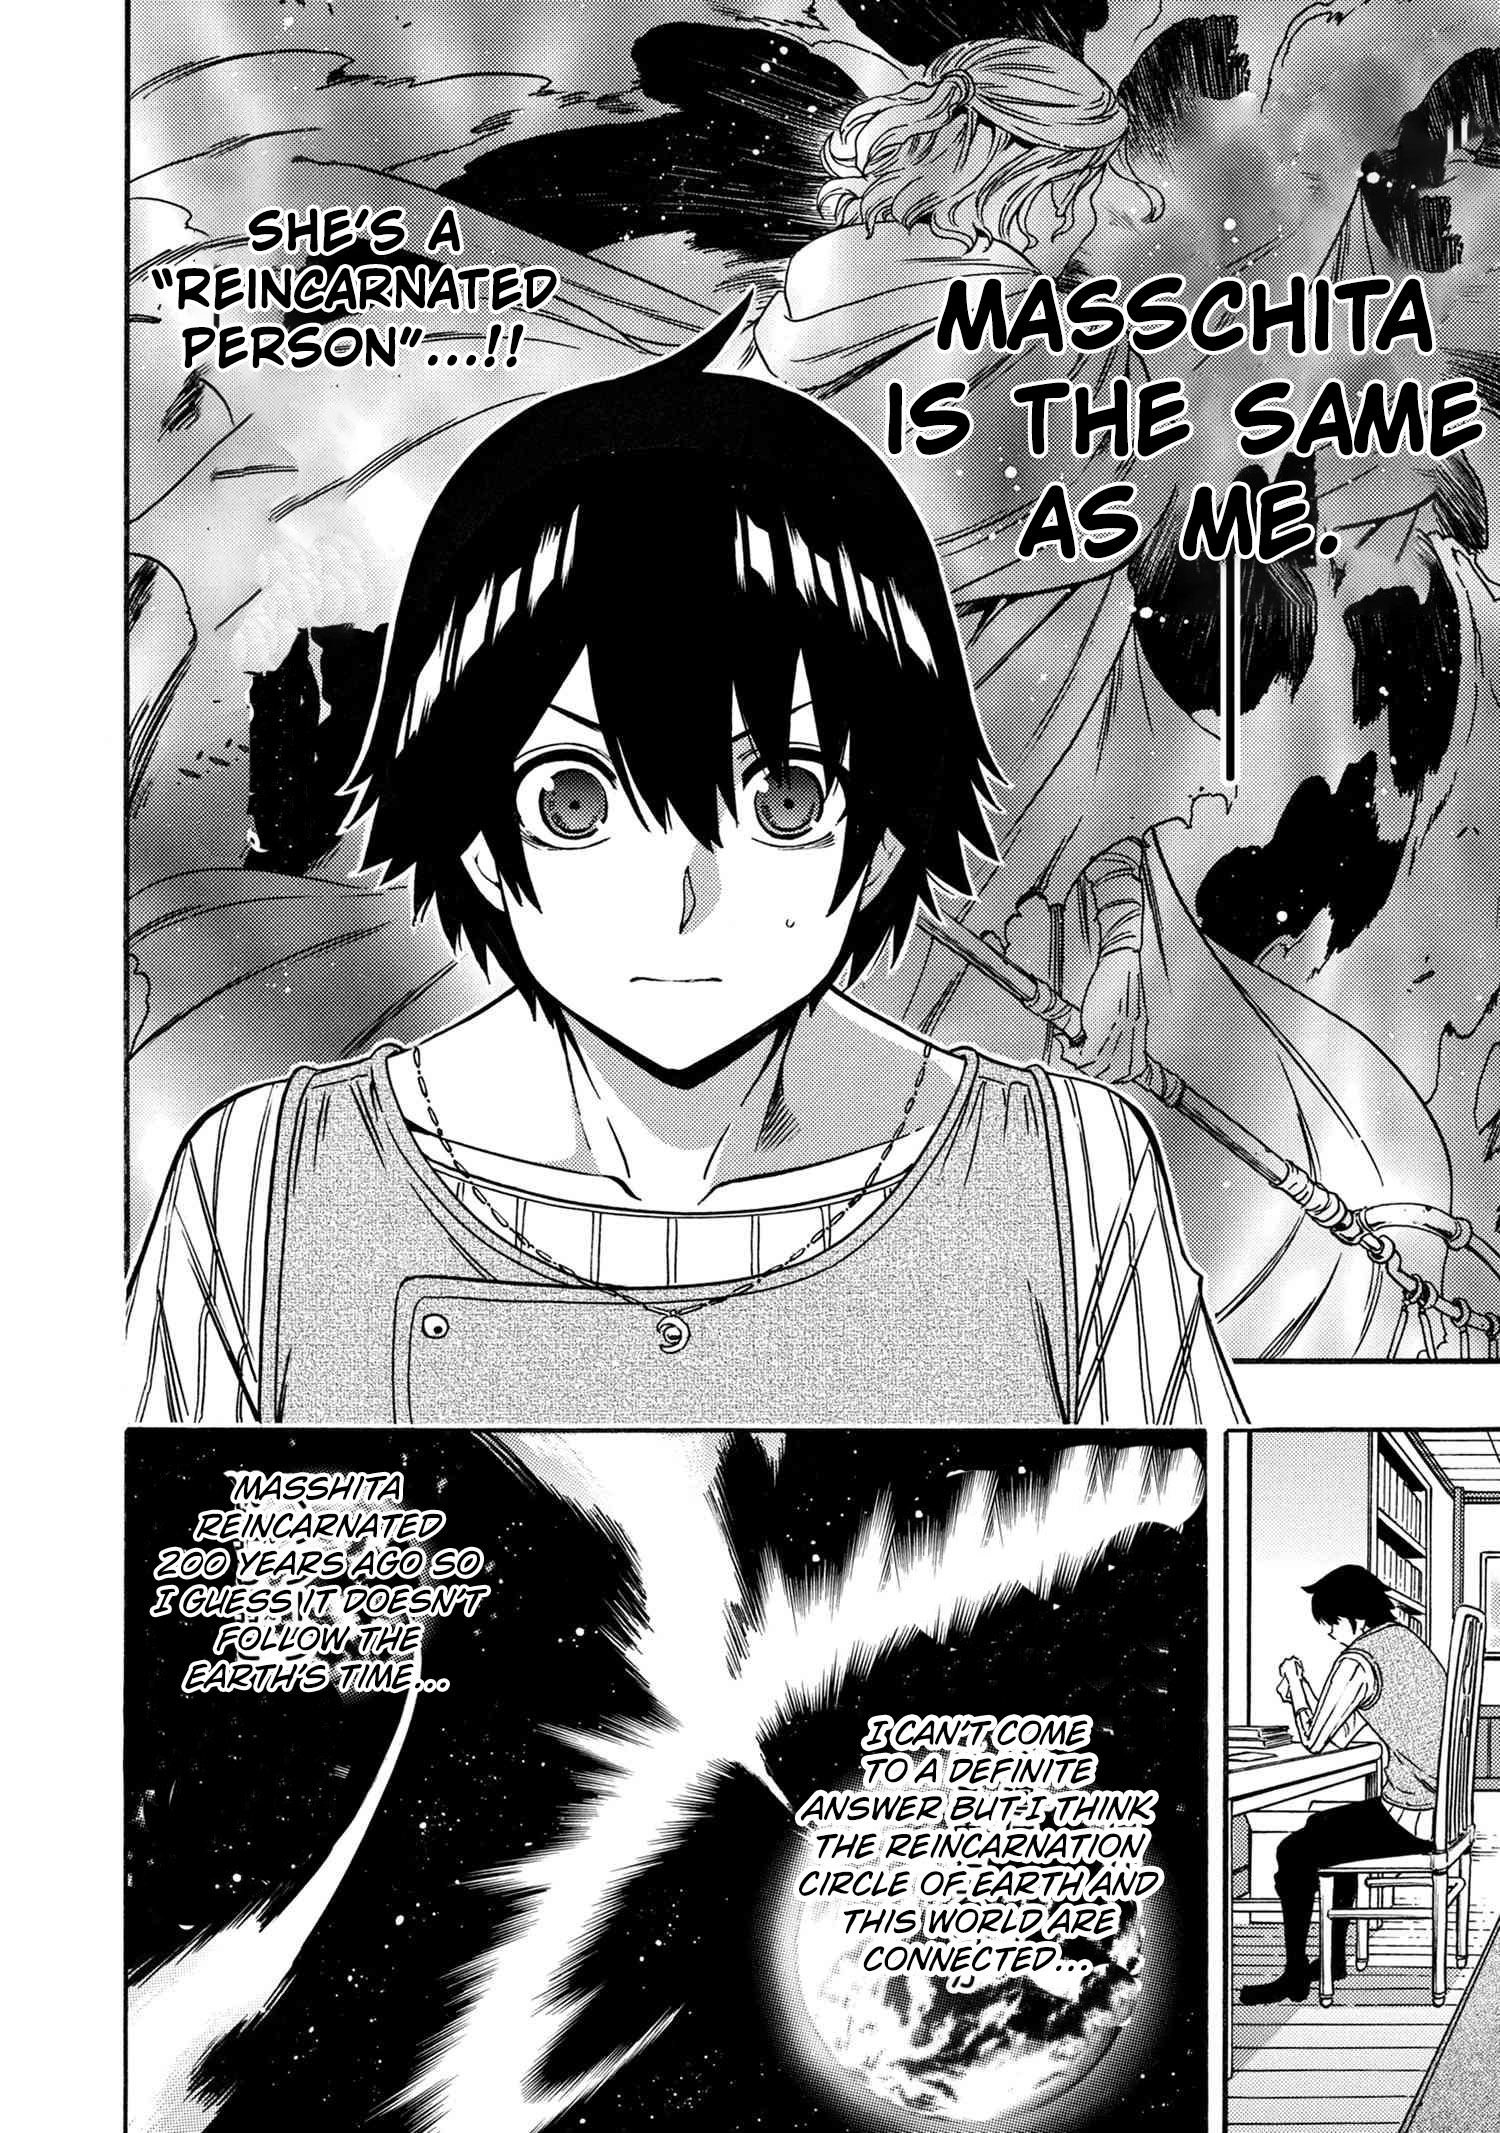 MASSCHITA
IS THE SAME
AS ME.
SHE'S A
"REINCARNATED
PERSON"...!!
MASSHITA
REINCARNATED
200 YEARS AGO SO
I GUESS IT DOESN'T
FOLLOW THE
EARTH'S TIME...
I CAN'T COME
TO A DEFINITE
ANSWER BUT I THINK
THE REINCARNATION
CIRCLE OF EARTH AND
THIS WORLD ARE
CONNECTED...